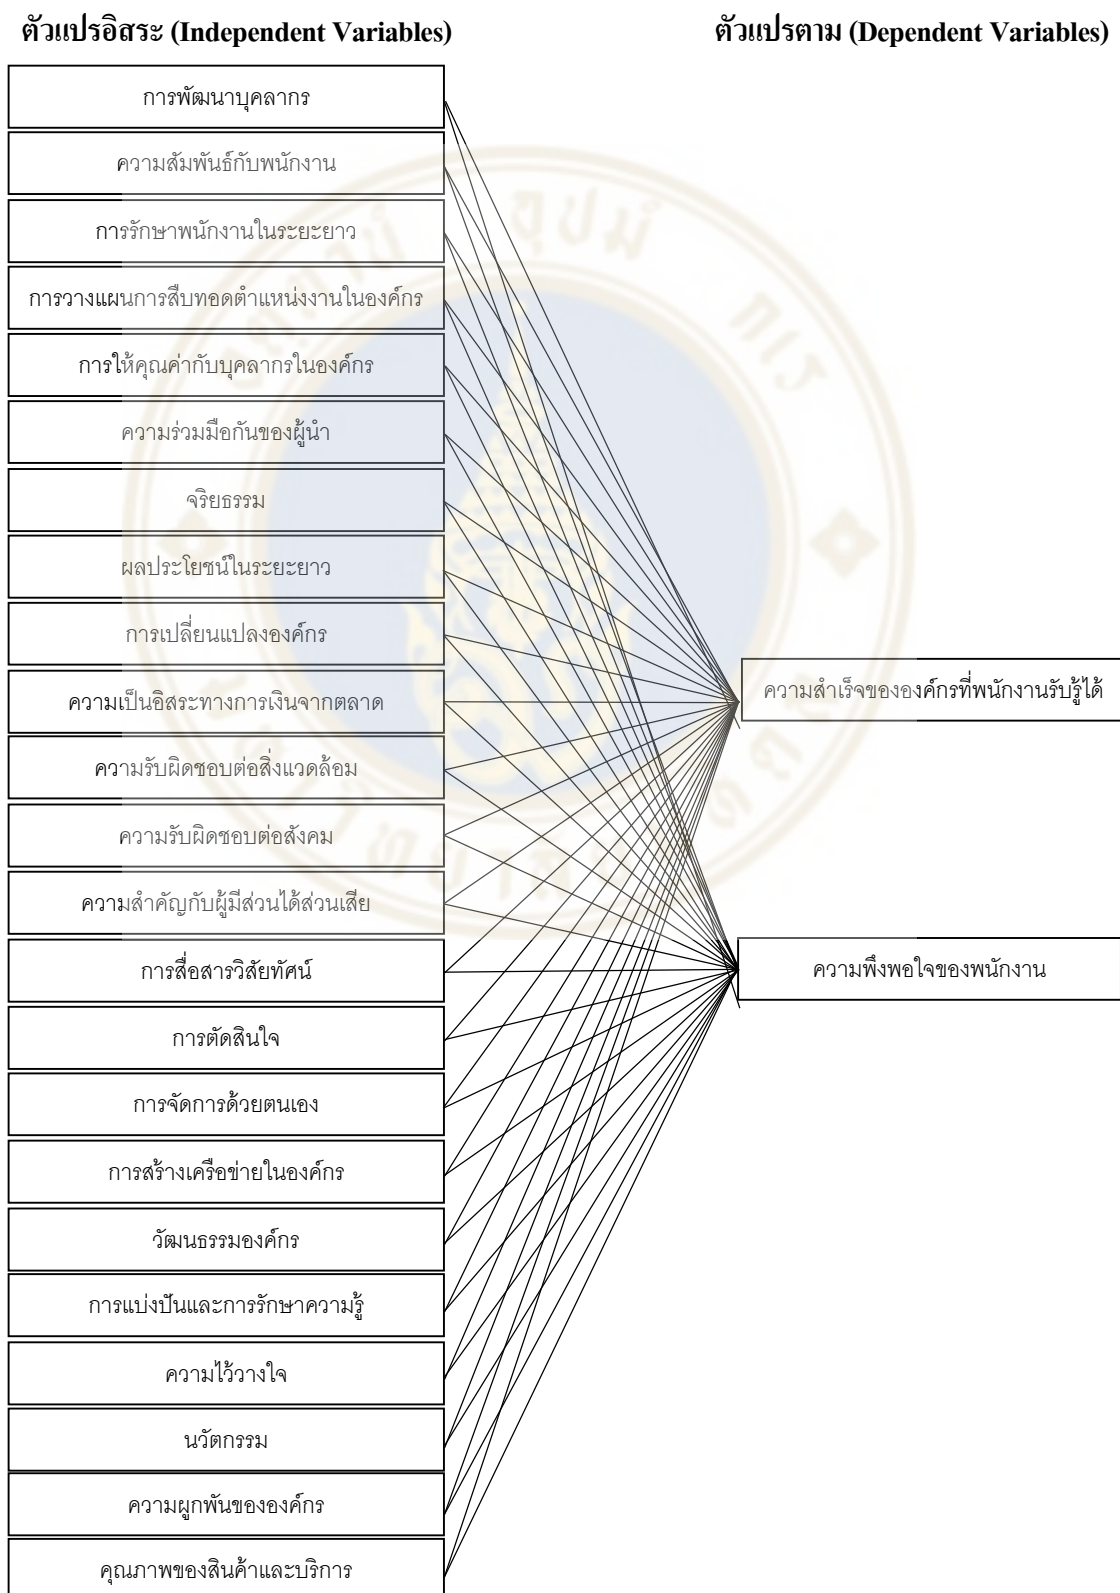 ตัวแปรอิสระ (Independent Variables)
ตัวแปรตาม (Dependent Variables)
การพัฒนาบุคลากร
ความสัมพันธ์กับพนักงาน
การรักษาพนักงานในระยะยาว
การวางแผนการสืบทอดตำแหน่งงานในองค์กร
การให้คุณค่ากับบุคลากรในองค์กร
ความร่วมมือกันของผู้นำ
จริยธรรม
ผลประโยชน์ในระยะยาว
การเปลี่ยนแปลงองค์กร
ความเป็นอิสระทางการเงินจากตลาด
ความรับผิดชอบต่อสิ่งแวดล้อม
ความรับผิดชอบต่อสังคม
ความสำคัญกับผู้มีส่วนได้ส่วนเสีย
การสื่อสารวิสัยทัศน์
การตัดสินใจ
การจัดการด้วยตนเอง
การสร้างเครือข่ายในองค์กร
วัฒนธรรมองค์กร
การแบ่งปันและการรักษาความรู้
ความไว้วางใจ
นวัตกรรม
ความผูกพันขององค์กร
คุณภาพของสินค้าและบริการ
ความสำเร็จขององค์กรที่พนักงานรับรู้ได้
ความพึงพอใจของพนักงาน